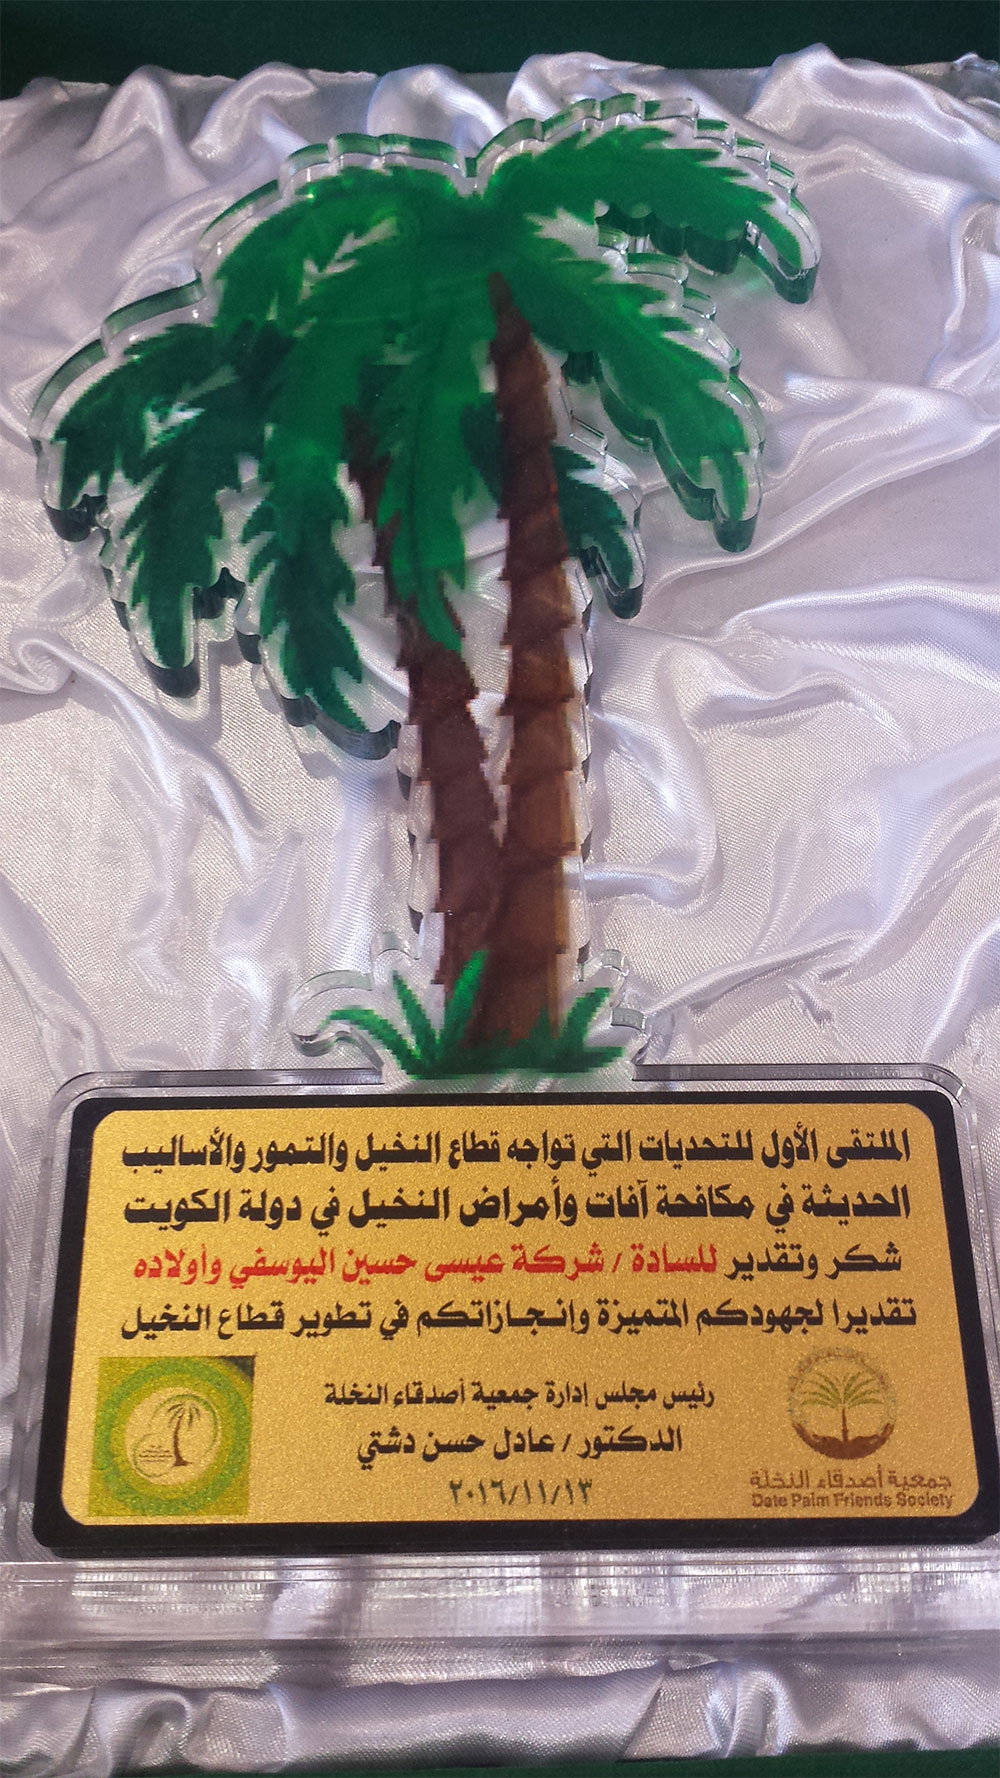 الملتقى الأول للتحديات التي تواجه قطاع النخيل والتمور والأساليب
الحديثة في مكافحة آفات وأمراض النخيل في دولة الكويت
شكر وتقدير للسادة / شركة عيسى حسين اليوسفي وأولاده
تقديرا لجهودكم المتميزة وانجازاتكم في تطوير قطاع النخيل
رئيس مجلس إدارة جمعية أصدقاء النخلة
الدكتور / عادل حسن دشتي
٢٠١٦/١١/١٣
جمعية أصدقاء النخلة
Date Palm Friends Society